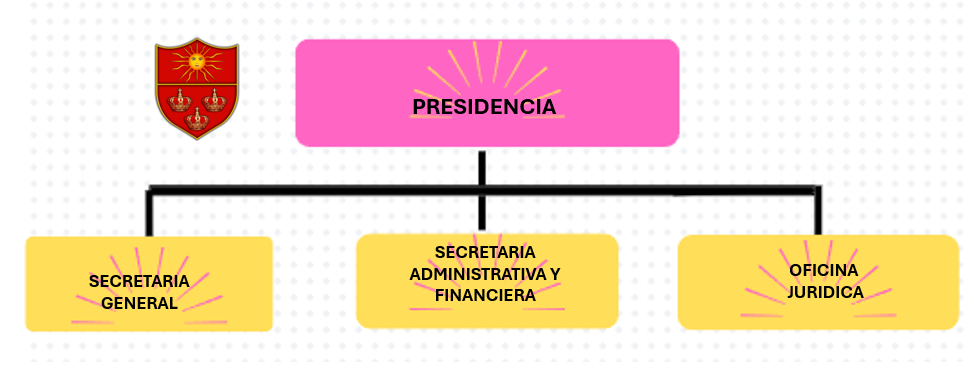 PRESIDENCIA
SECRETARIA
GENERAL
SECRETARIA
ADMINISTRATIVA Y
FINANCIERA
OFICINA
JURIDICA